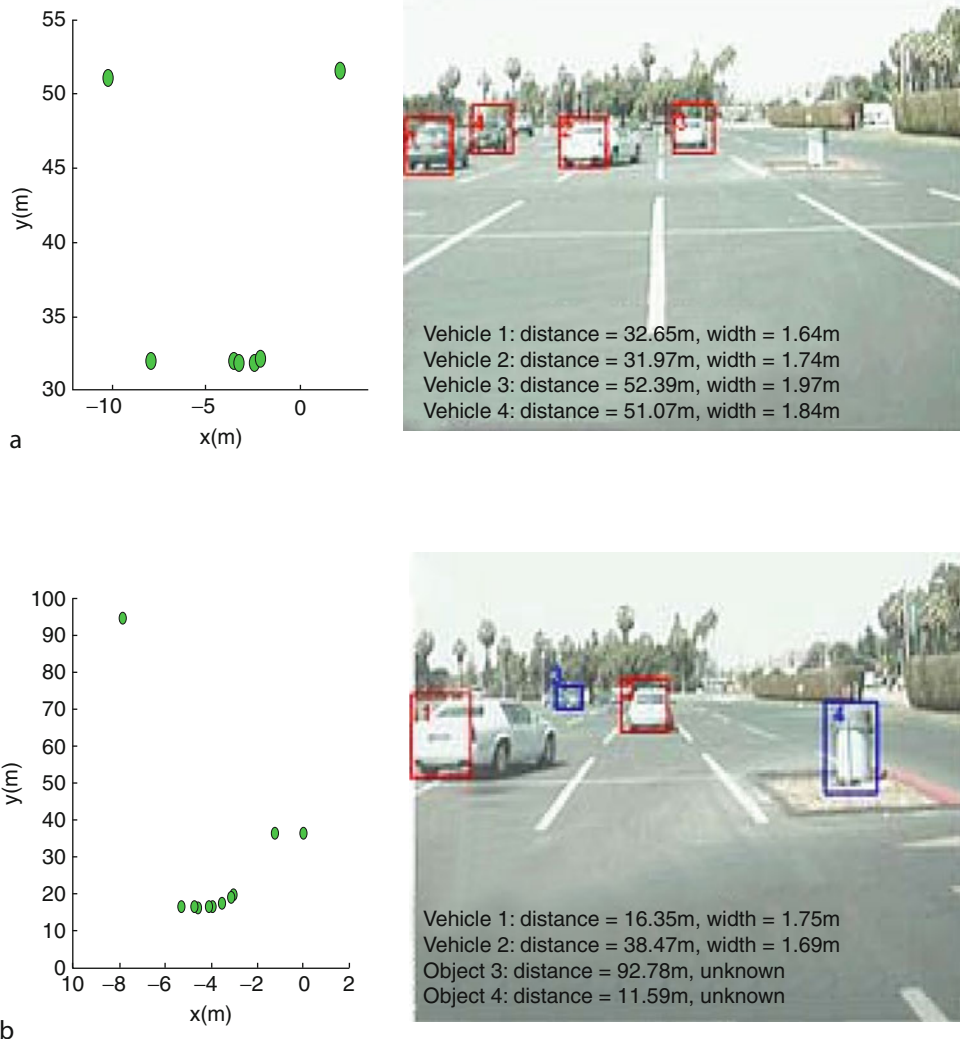 55
50
45
40
35
30
y(m)
−10
−5
0
x(m)
a
Vehicle 1: distance = 32.65m, width = 1.64m
Vehicle 2: distance = 31.97m, width = 1.74m
Vehicle 3: distance = 52.39m, width = 1.97m
Vehicle 4: distance = 51.07m, width = 1.84m
100
90
80
70
60
50
40
30
20
10
0
y(m)
10
−8
−6
−4
−2
0
2
x(m)
b
1
4
Vehicle 1: distance = 16.35m, width = 1.75m
Vehicle 2: distance = 38.47m, width = 1.69m
Object 3: distance = 92.78m, unknown
Object 4: distance = 11.59m, unknown